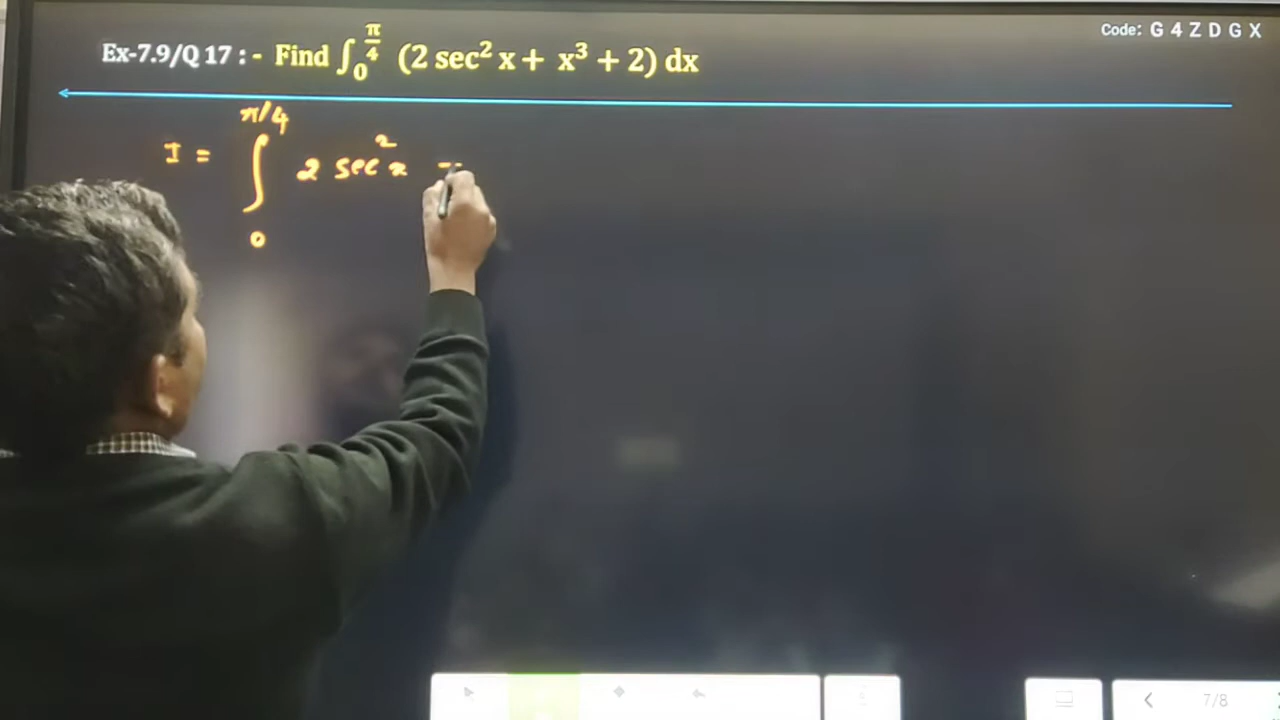 Code: G 4 Z D G X
Ex-7.9/Q 17 : - Find ∫₀^(π/4) (2 sec² x + x³ + 2) dx
I = ∫₀^(π/4) 2 sec² x
7/8